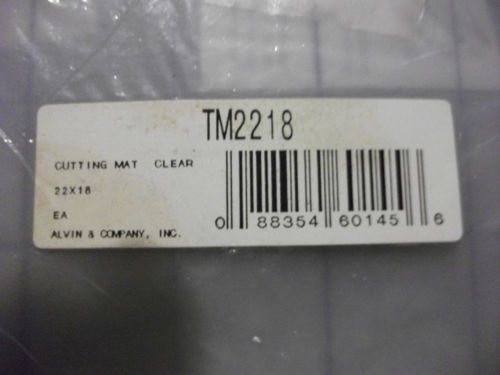 TM2218
CUTTING MAT CLEAR
22X18
EA
ALVIN & COMPANY, INC.
0 88354 60145 6